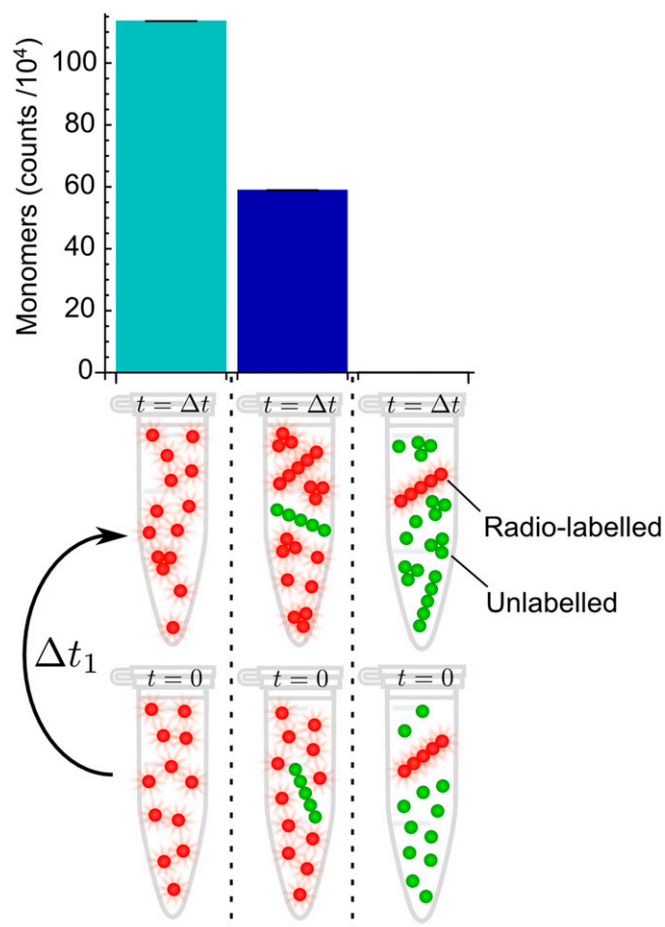 Monomers (counts /10⁴)
100
80
60
40
20
0
t = Δt
t = Δt
t = Δt
Radio-labelled
Unlabelled
Δt₁
t = 0
t = 0
t = 0